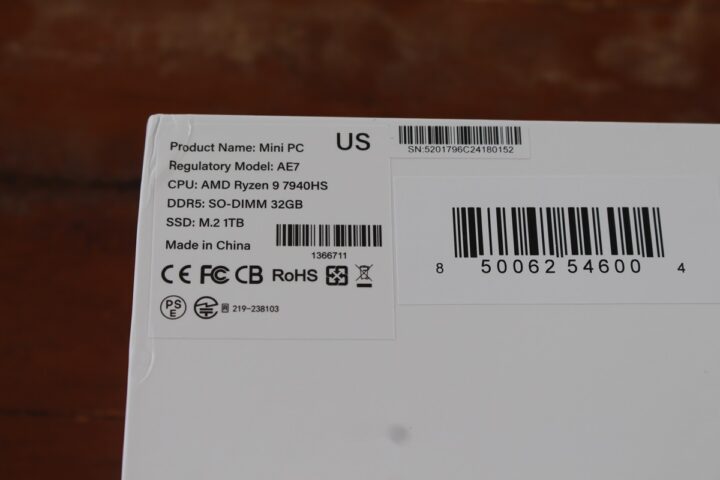 Product Name: Mini PC
US
Regulatory Model: AE7
CPU: AMD Ryzen 9 7940HS
DDR5: SO-DIMM 32GB
SSD: M.2 1TB
Made in China
1366711
CE FC CB RoHS
PS E
219-238103
SN:5201796C24180152
8 50062 54600 4